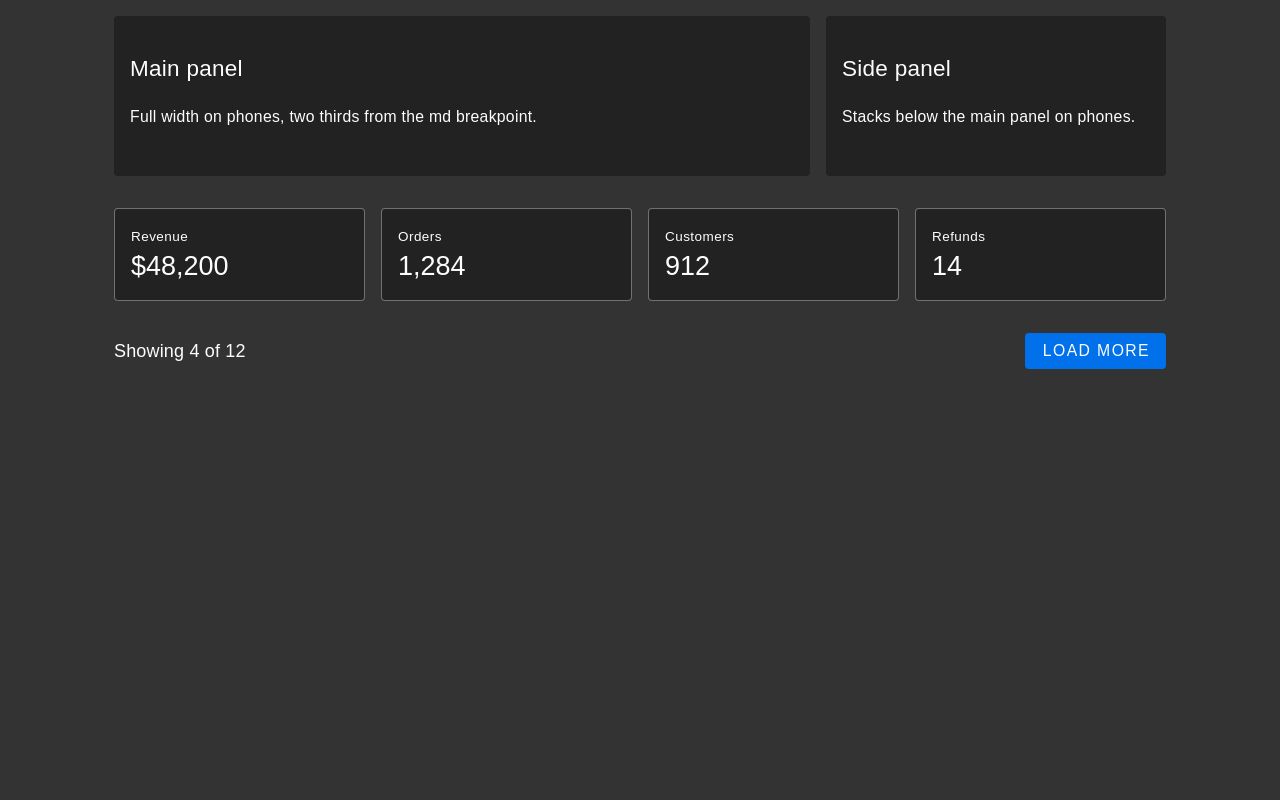 Main panel
Full width on phones, two thirds from the md breakpoint.
Side panel
Stacks below the main panel on phones.
Revenue
$48,200
Orders
1,284
Customers
912
Refunds
14
Showing 4 of 12
LOAD MORE